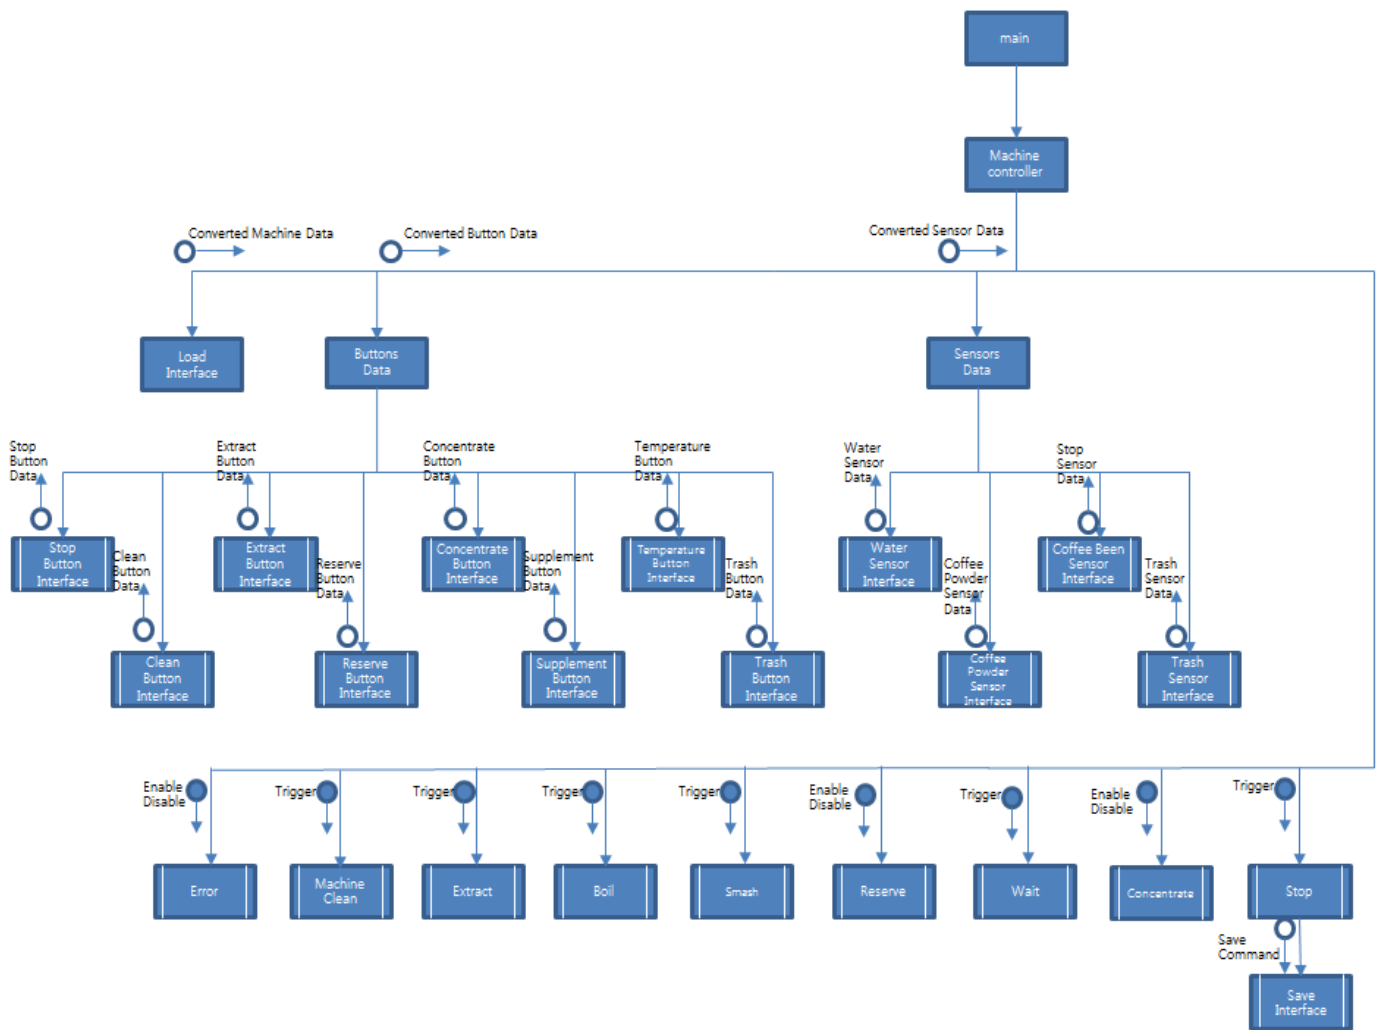 main
Machine
controller
Converted Machine Data
Converted Button Data
Converted Sensor Data
Load
Interface
Buttons
Data
Sensors
Data
Stop
Button
Data
Extract
Button
Data
Concentrate
Button
Data
Temperature
Button
Data
Water
Sensor
Data
Stop
Sensor
Data
Stop
Button
Interface
Extract
Button
Interface
Concentrate
Button
Interface
Temperature
Button
Interface
Water
Sensor
Interface
Coffee Been
Sensor
Interface
Clean
Button
Data
Reserve
Button
Data
Supplement
Button
Data
Trash
Button
Data
Coffee
Powder
Sensor
Data
Trash
Sensor
Data
Clean
Button
Interface
Reserve
Button
Interface
Supplement
Button
Interface
Trash
Button
Interface
Coffee
Powder
Sensor
Interface
Trash
Sensor
Interface
Enable
Disable
Trigger
Trigger
Trigger
Trigger
Enable
Disable
Trigger
Enable
Disable
Trigger
Error
Machine
Clean
Extract
Boil
Smash
Reserve
Wait
Concentrate
Stop
Save
Command
Save
Interface